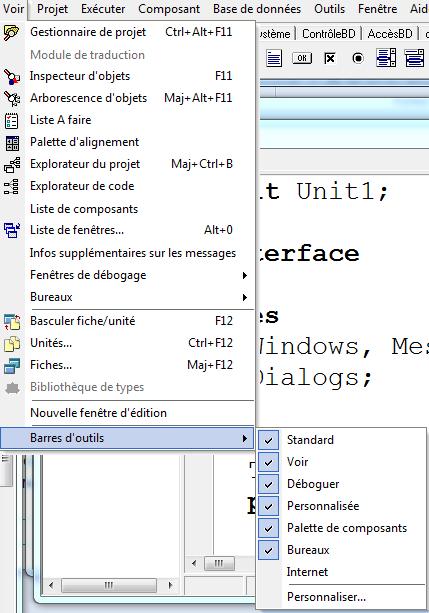 Voir Projet Exécuter Composant Base de données Outils Fenêtre
Gestionnaire de projet Ctrl+Alt+F11
stème ContrôleBD AccèsBD
Module de traduction
Inspecteur d'objets F11
OK
Arborescence d'objets Maj+Alt+F11
Liste A faire
Palette d'alignement
Explorateur du projet Maj+Ctrl+B
Explorateur de code
t Unit1;
Liste de composants
Liste de fenêtres... Alt+0
Infos supplémentaires sur les messages
terface
Fenêtres de débogage
Bureaux
es
Basculer fiche/unité F12
Unités... Ctrl+F12
Windows, Mes
Fiches... Maj+F12
Dialogs;
Bibliothèque de types
Nouvelle fenêtre d'édition
Barres d'outils
Standard
Voir
Déboguer
Personnalisée
Palette de composants
Bureaux
Internet
Personnaliser...